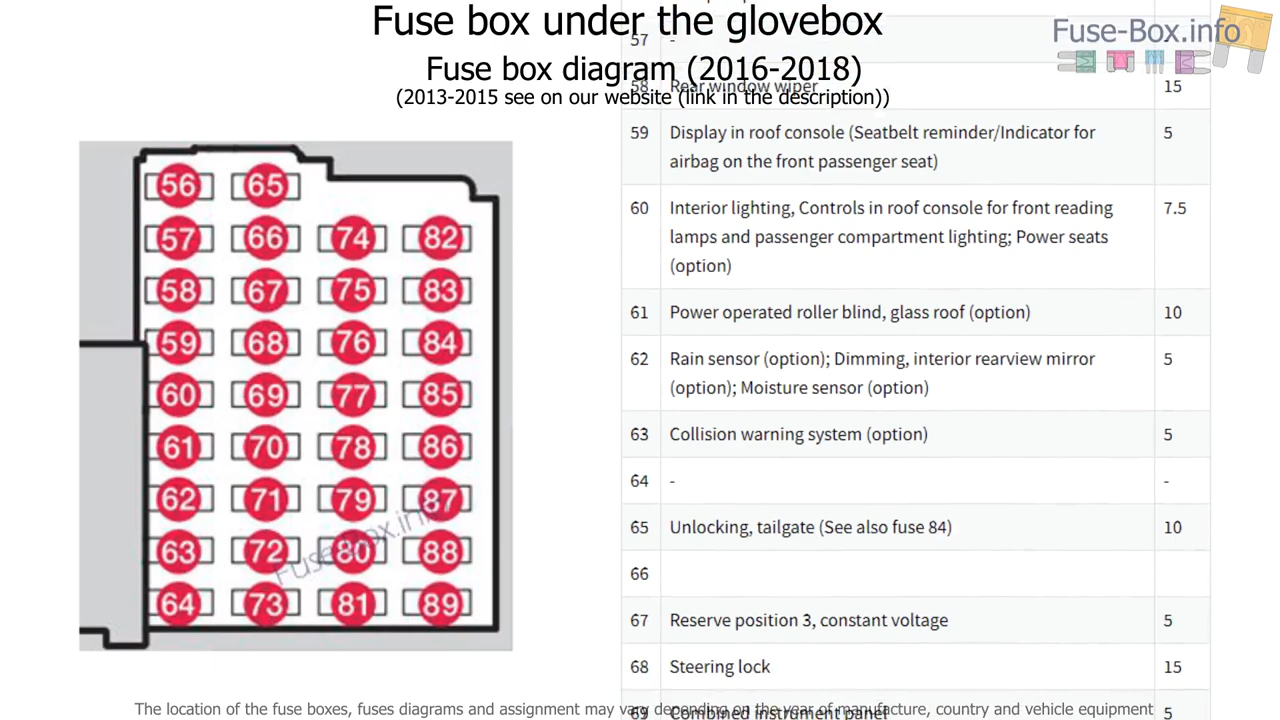 Fuse box under the glovebox
Fuse box diagram (2016-2018)
(2013-2015 see on our website (link in the description))
Fuse-Box.info
56 65
57 66 74 82
58 67 75 83
59 68 76 84
60 69 77 85
61 70 78 86
62 71 79 87
63 72 80 88
64 73 81 89
Fuse-Box.info
57 -
58 Rear window wiper 15
59 Display in roof console (Seatbelt reminder/Indicator for 5
airbag on the front passenger seat)
60 Interior lighting, Controls in roof console for front reading 7.5
lamps and passenger compartment lighting; Power seats
(option)
61 Power operated roller blind, glass roof (option) 10
62 Rain sensor (option); Dimming, interior rearview mirror 5
(option); Moisture sensor (option)
63 Collision warning system (option) 5
64 - -
65 Unlocking, tailgate (See also fuse 84) 10
66
67 Reserve position 3, constant voltage 5
68 Steering lock 15
69 Combined instrument panel 5
The location of the fuse boxes, fuses diagrams and assignment may vary depending on the year of manufacture, country and vehicle equipment